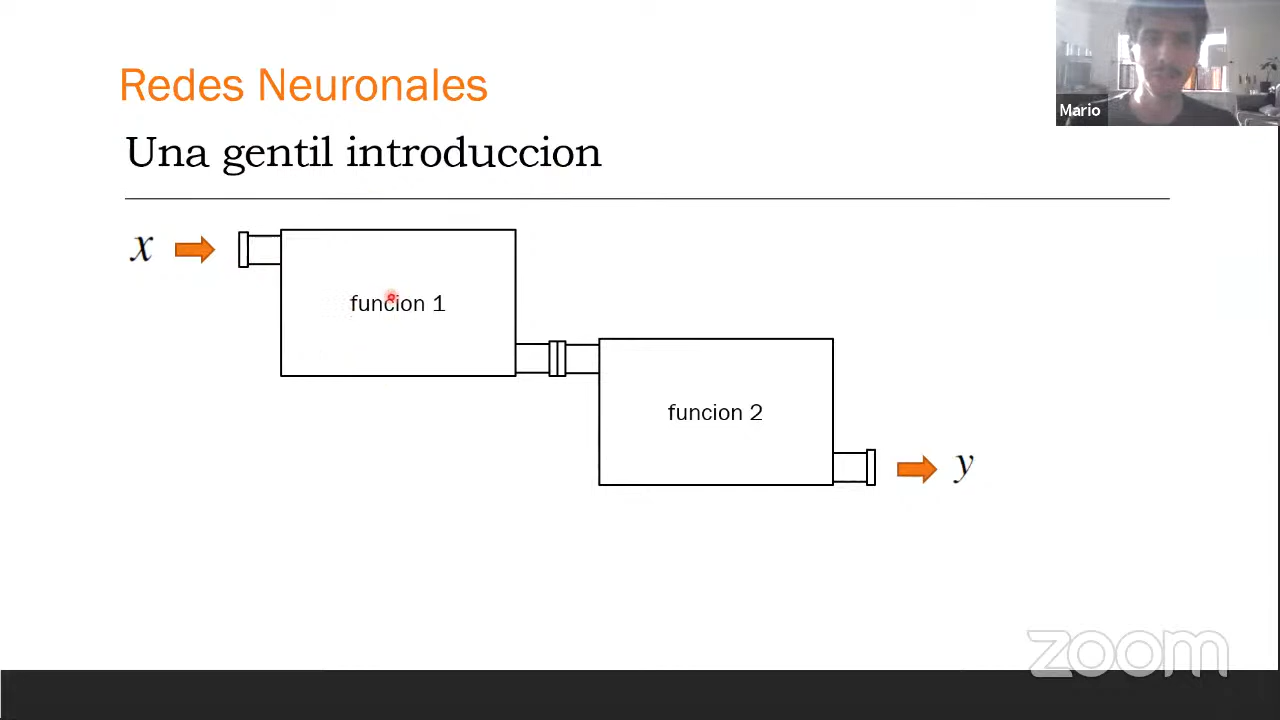 Redes Neuronales
Mario
Una gentil introduccion
x
funcion 1
funcion 2
y
zoom